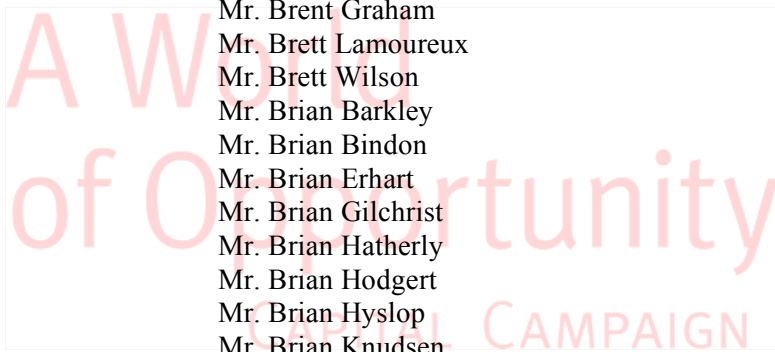 Mr. Brent Graham
Mr. Brett Lamoureux
Mr. Brett Wilson
Mr. Brian Barkley
Mr. Brian Bindon
Mr. Brian Erhart
Mr. Brian Gilchrist
Mr. Brian Hatherly
Mr. Brian Hodgert
Mr. Brian Hyslop
Mr. Brian Knudsen
A World
of Opportunity
CAPITAL CAMPAIGN